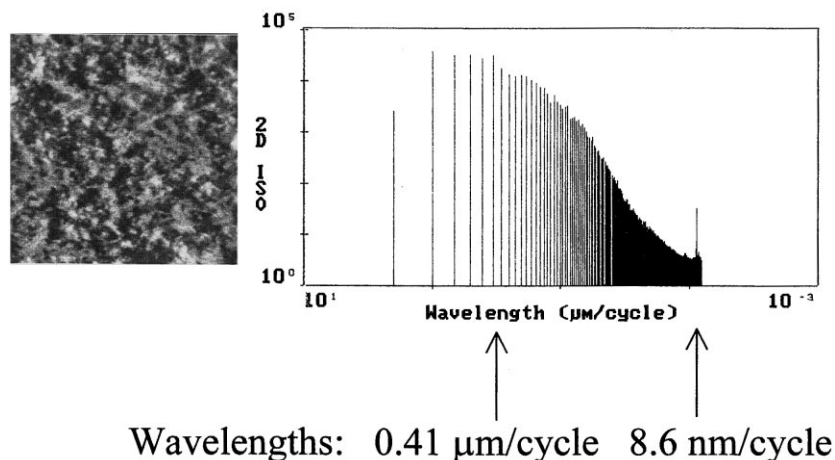 10⁵
2D ISO
10⁰
10¹ 10⁻³
Wavelength (µm/cycle)
Wavelengths: 0.41 µm/cycle 8.6 nm/cycle